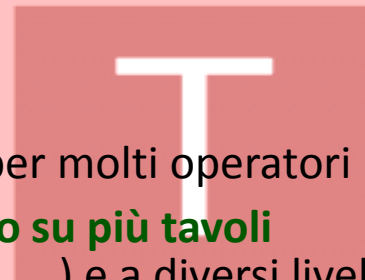 T
per molti operatori
o su più tavoli
) e a diversi livel